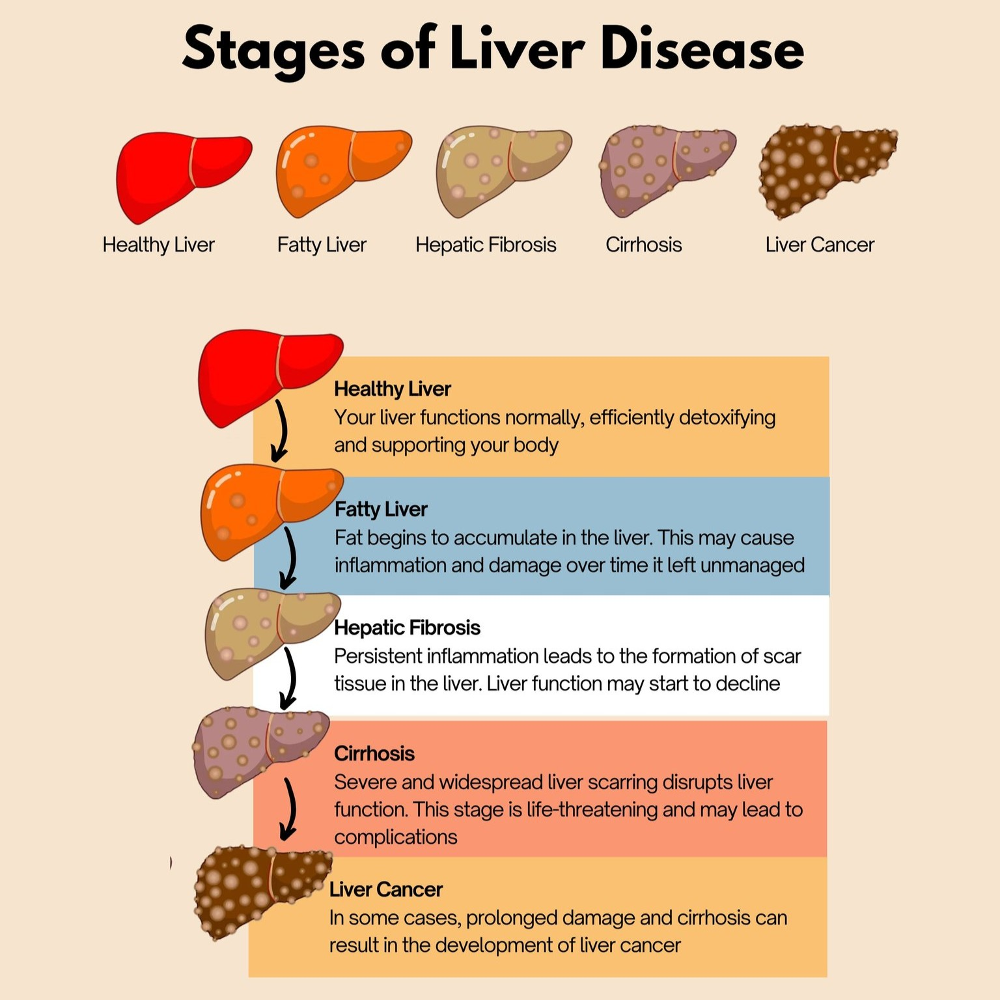 Stages of Liver Disease
Healthy Liver
Fatty Liver
Hepatic Fibrosis
Cirrhosis
Liver Cancer
Healthy Liver
Your liver functions normally, efficiently detoxifying
and supporting your body
Fatty Liver
Fat begins to accumulate in the liver. This may cause
inflammation and damage over time it left unmanaged
Hepatic Fibrosis
Persistent inflammation leads to the formation of scar
tissue in the liver. Liver function may start to decline
Cirrhosis
Severe and widespread liver scarring disrupts liver
function. This stage is life-threatening and may lead to
complications
Liver Cancer
In some cases, prolonged damage and cirrhosis can
result in the development of liver cancer